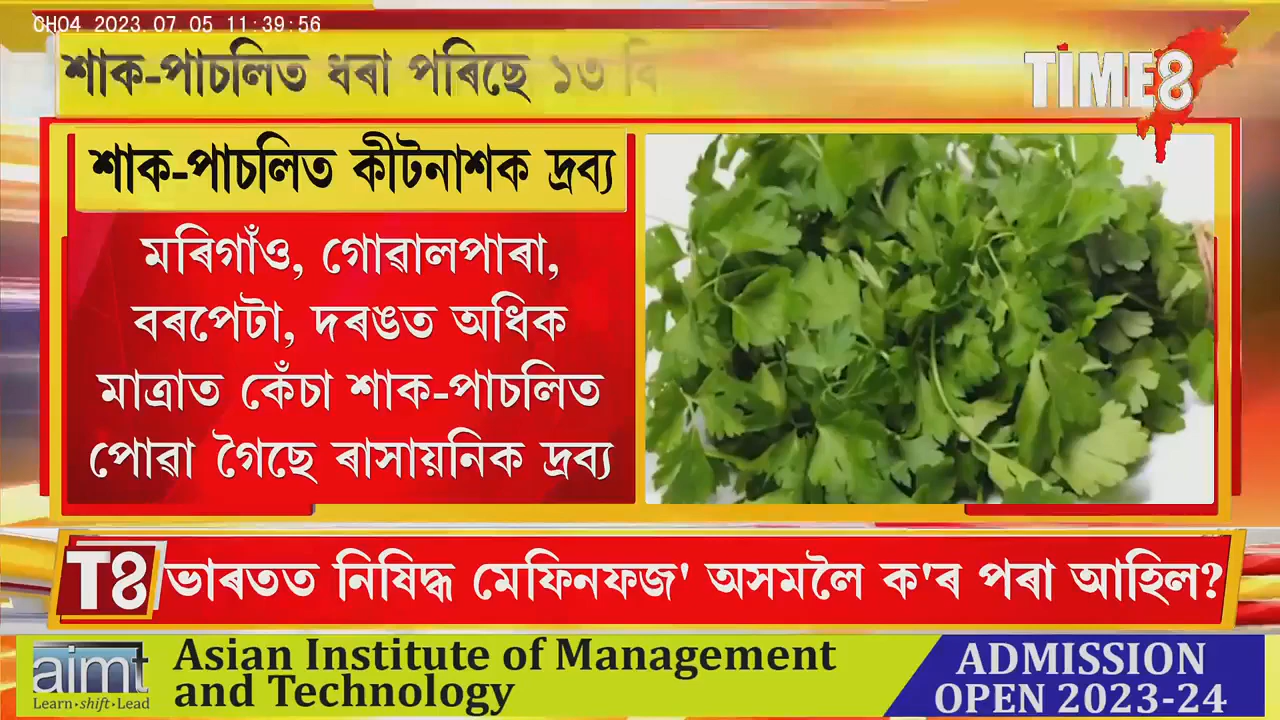 CH04 2023.07.05 11:39:56
শাক-পাচলিত ধৰা পৰিছে ১৩
TIME8
শাক-পাচলিত কীটনাশক দ্ৰব্য
মৰিগাঁও, গোৱালপাৰা,
বৰপেটা, দৰঙত অধিক
মাত্ৰাত কেঁচা শাক-পাচলিত
পোৱা গৈছে ৰাসায়নিক দ্ৰব্য
T8 ভাৰতত নিষিদ্ধ মেফিনফজ' অসমলৈ ক'ৰ পৰা আহিল?
aimt
Learn·shift·Lead
Asian Institute of Management
and Technology
ADMISSION
OPEN 2023-24